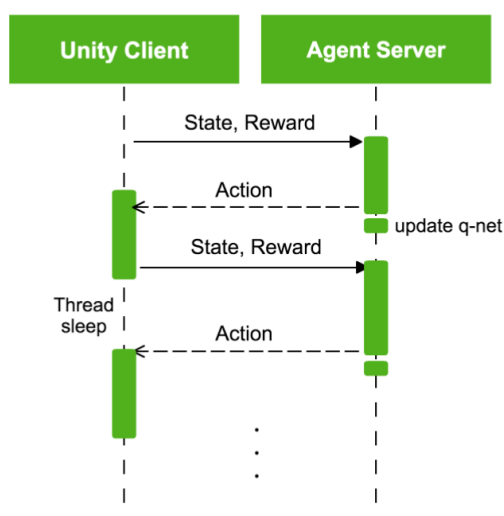 Unity Client
Agent Server
State, Reward
Action
update q-net
State, Reward
Thread
sleep
Action